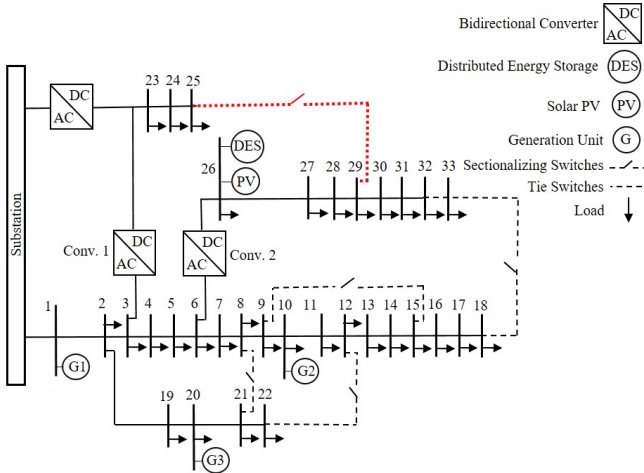 Bidirectional Converter DC AC
Distributed Energy Storage DES
Solar PV PV
Generation Unit G
Sectionalizing Switches
Tie Switches
Load
Substation
DC AC
23 24 25
DES
26
PV
27 28 29 30 31 32 33
Conv. 1 DC AC
DC AC Conv. 2
1 2 3 4 5 6 7 8 9 10 11 12 13 14 15 16 17 18
G1
G2
19 20 21 22
G3